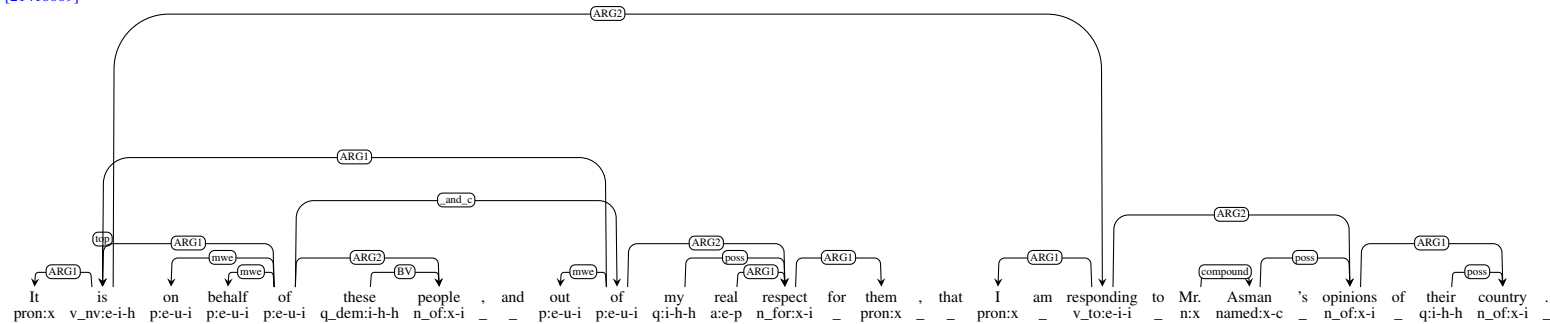 ARG2
ARG1
_and_c
ARG2
top ARG1 ARG2 ARG1
mwe ARG2 poss ARG1 ARG1 poss
ARG1 mwe BV mwe ARG1 compound poss
It is on behalf of these people , and out of my real respect for them , that I am responding to Mr. Asman 's opinions of their country .
pron:x v_nv:e-i-h p:e-u-i p:e-u-i p:e-u-i q_dem:i-h-h n_of:x-i _ _ p:e-u-i p:e-u-i q:i-h-h a:e-p n_for:x-i _ pron:x _ _ pron:x _ v_to:e-i-i _ n:x named:x-c _ n_of:x-i _ q:i-h-h n_of:x-i _